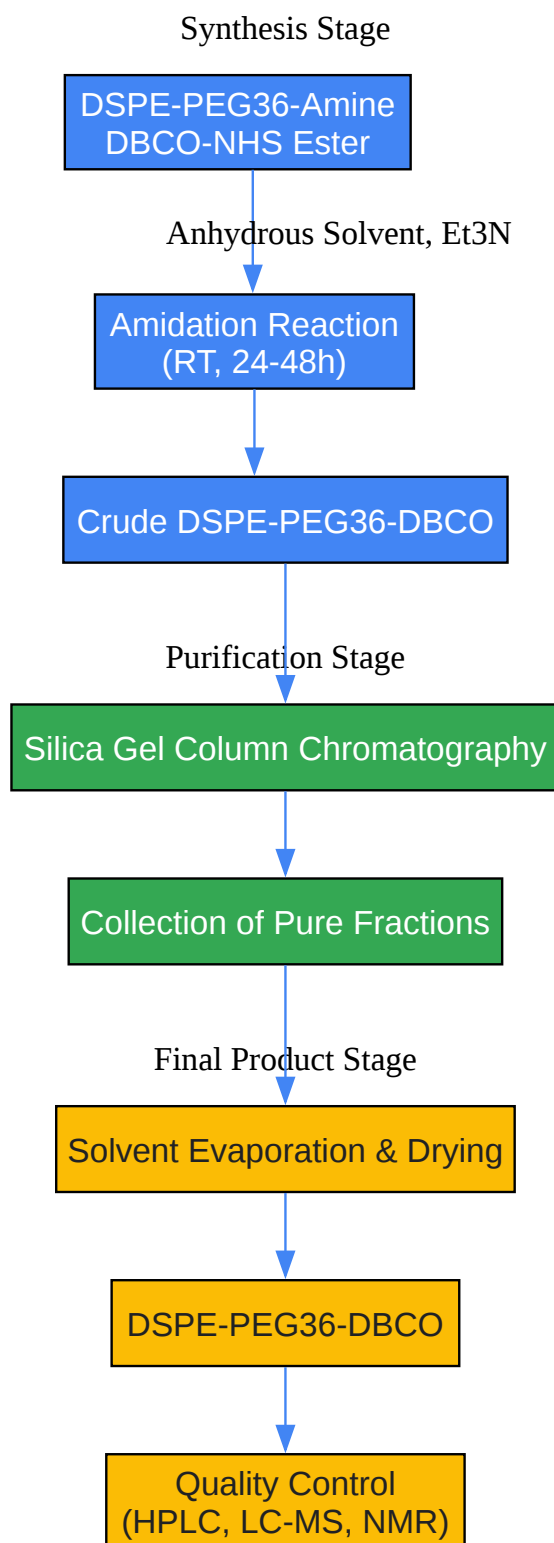 Synthesis Stage
DSPE-PEG36-Amine
DBCO-NHS Ester
Anhydrous Solvent, Et3N
Amidation Reaction
(RT, 24-48h)
Crude DSPE-PEG36-DBCO
Purification Stage
Silica Gel Column Chromatography
Collection of Pure Fractions
Final Product Stage
Solvent Evaporation & Drying
DSPE-PEG36-DBCO
Quality Control
(HPLC, LC-MS, NMR)